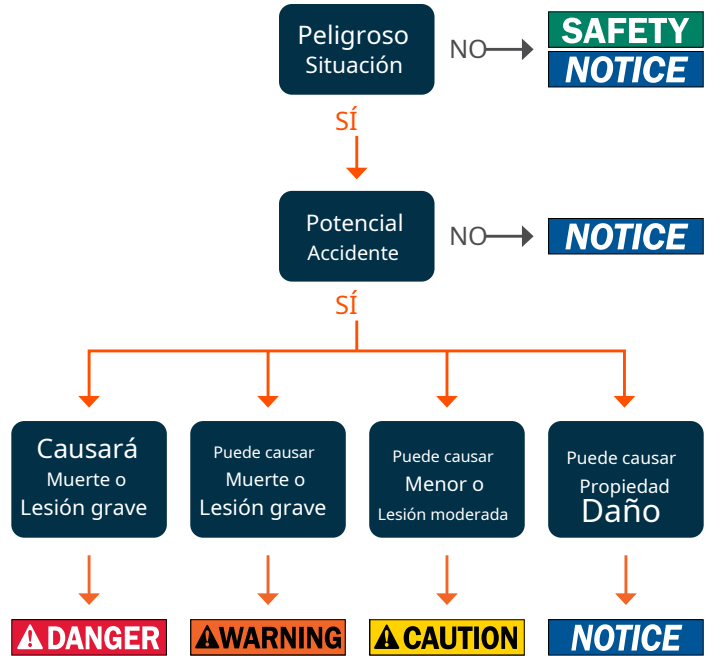 Peligroso
Situación
NO
SAFETY
NOTICE
SÍ
Potencial
Accidente
NO
NOTICE
SÍ
Causará
Muerte o
Lesión grave
Puede causar
Muerte o
Lesión grave
Puede causar
Menor o
Lesión moderada
Puede causar
Propiedad
Daño
DANGER
WARNING
CAUTION
NOTICE